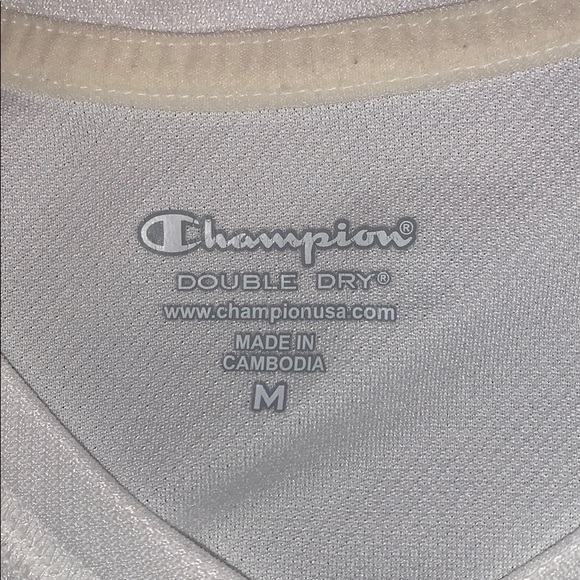 Champion®
DOUBLE DRY®
www.championusa.com
MADE IN
CAMBODIA
M